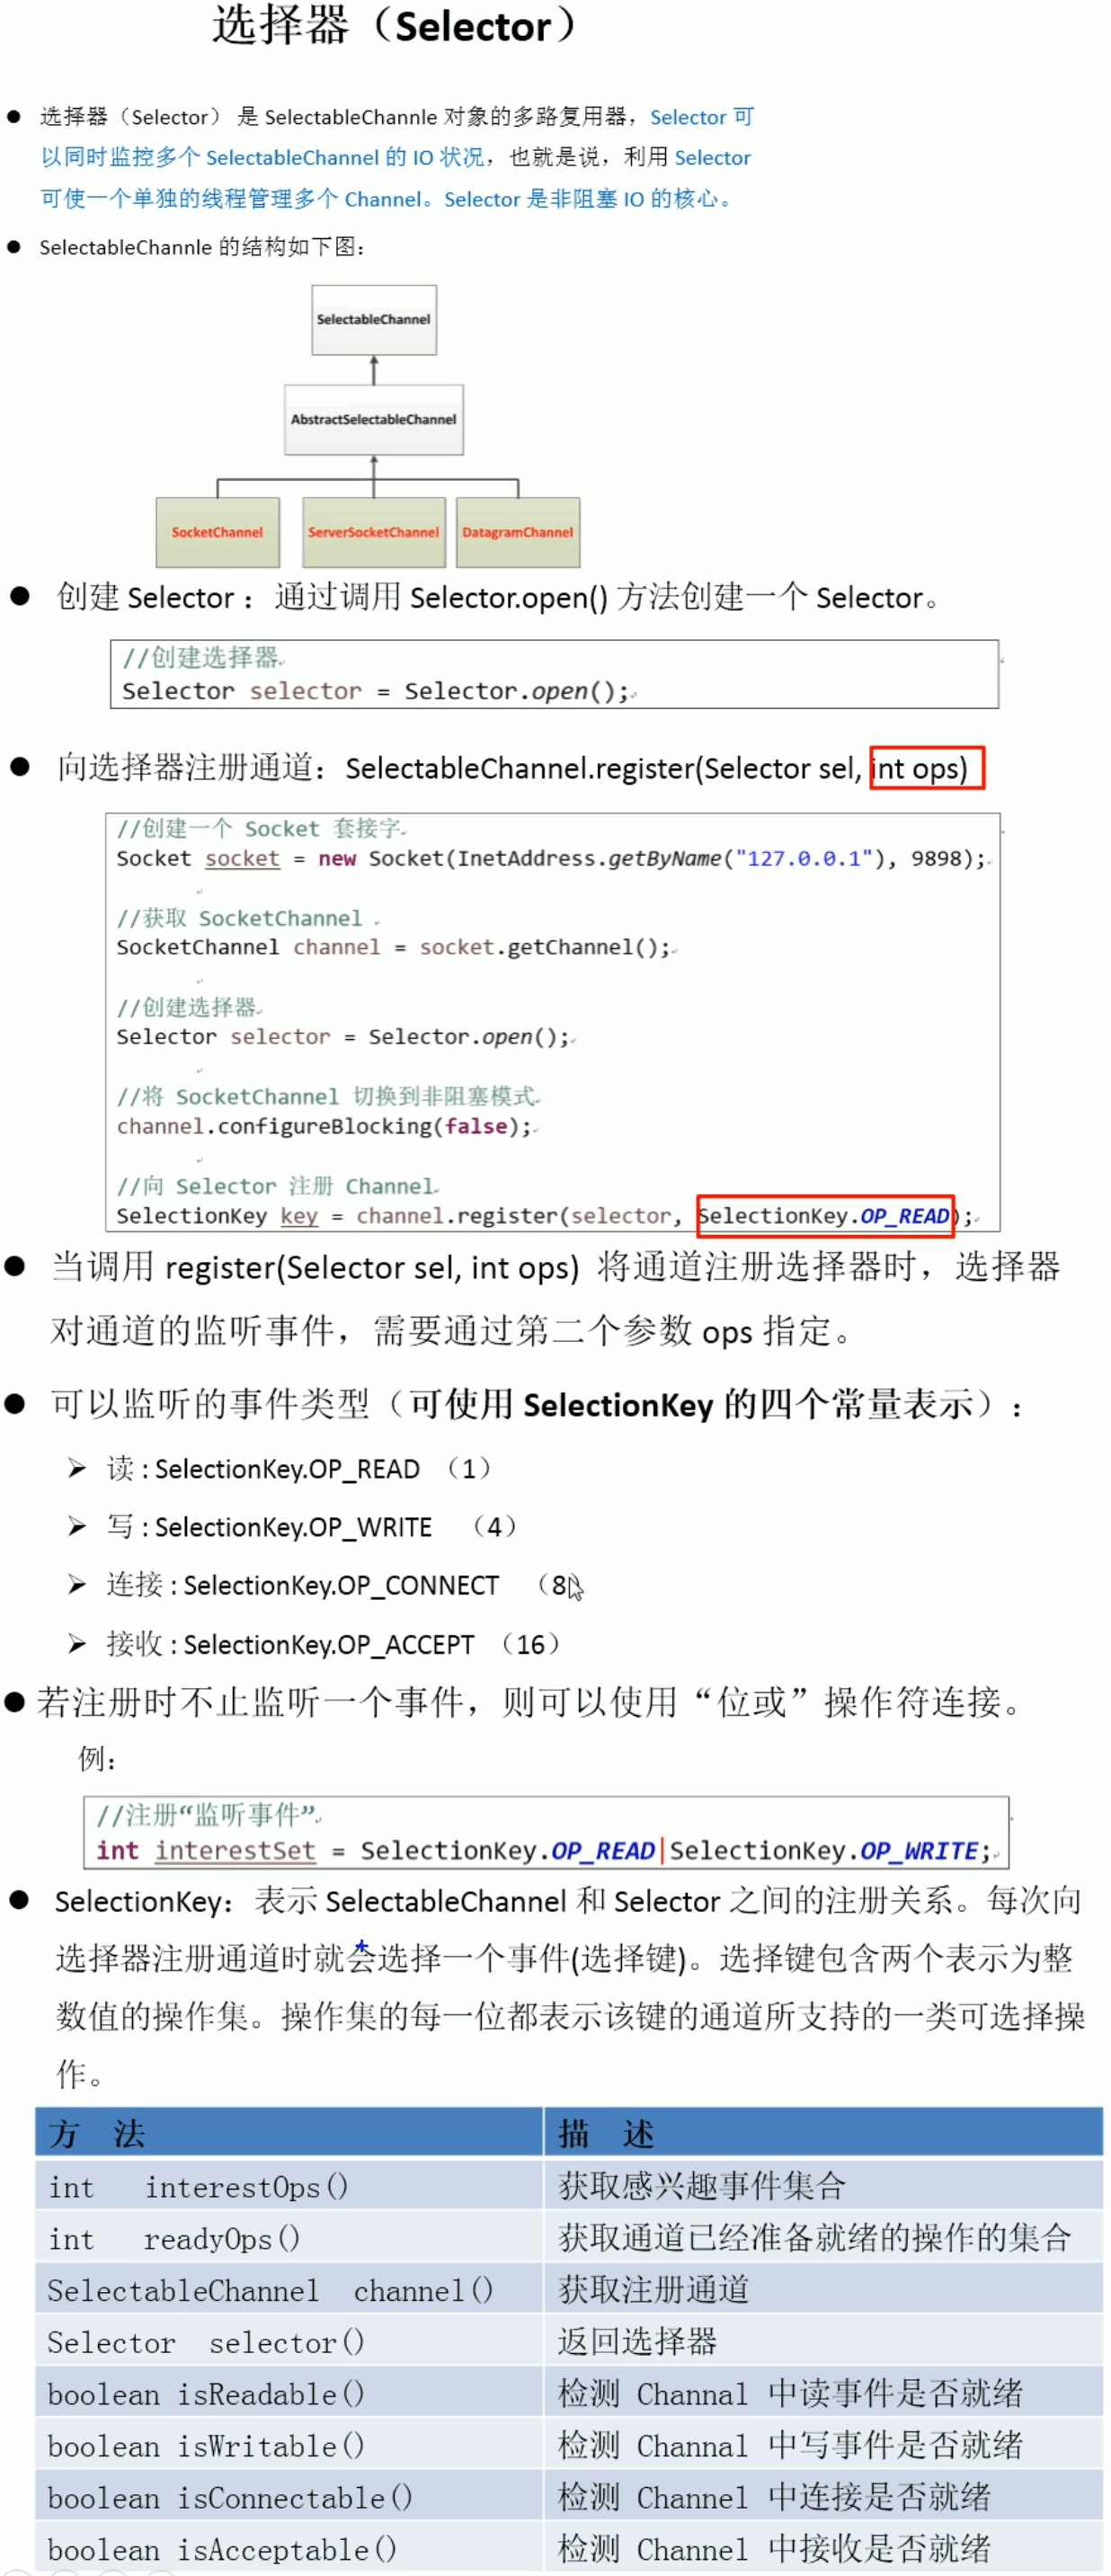 选择器（Selector）
● 选择器（Selector） 是 SelectableChannle 对象的多路复用器，Selector 可
以同时监控多个 SelectableChannel 的 IO 状况，也就是说，利用 Selector
可使一个单独的线程管理多个 Channel。Selector 是非阻塞 IO 的核心。
● SelectableChannle 的结构如下图：
SelectableChannel
AbstractSelectableChannel
SocketChannel ServerSocketChannel DatagramChannel
● 创建 Selector ：通过调用 Selector.open() 方法创建一个 Selector。
//创建选择器
Selector selector = Selector.open();
● 向选择器注册通道：SelectableChannel.register(Selector sel, int ops)
//创建一个 Socket 套接字
Socket socket = new Socket(InetAddress.getByName("127.0.0.1"), 9898);
//获取 SocketChannel
SocketChannel channel = socket.getChannel();
//创建选择器
Selector selector = Selector.open();
//将 SocketChannel 切换到非阻塞模式
channel.configureBlocking(false);
//向 Selector 注册 Channel
SelectionKey key = channel.register(selector, SelectionKey.OP_READ);
● 当调用 register(Selector sel, int ops) 将通道注册选择器时，选择器
对通道的监听事件，需要通过第二个参数 ops 指定。
● 可以监听的事件类型（可使用 SelectionKey 的四个常量表示）：
➢ 读 : SelectionKey.OP_READ （1）
➢ 写 : SelectionKey.OP_WRITE （4）
➢ 连接 : SelectionKey.OP_CONNECT （8
➢ 接收 : SelectionKey.OP_ACCEPT （16）
● 若注册时不止监听一个事件，则可以使用“位或”操作符连接。
例：
//注册“监听事件”
int interestSet = SelectionKey.OP_READ|SelectionKey.OP_WRITE;
● SelectionKey：表示 SelectableChannel 和 Selector 之间的注册关系。每次向
选择器注册通道时就会选择一个事件(选择键)。选择键包含两个表示为整
数值的操作集。操作集的每一位都表示该键的通道所支持的一类可选择操
作。
方 法 描 述
int interestOps() 获取感兴趣事件集合
int readyOps() 获取通道已经准备就绪的操作的集合
SelectableChannel channel() 获取注册通道
Selector selector() 返回选择器
boolean isReadable() 检测 Channal 中读事件是否就绪
boolean isWritable() 检测 Channal 中写事件是否就绪
boolean isConnectable() 检测 Channel 中连接是否就绪
boolean isAcceptable() 检测 Channel 中接收是否就绪